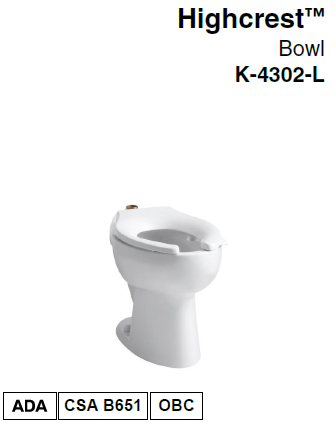 Highcrest™
Bowl
K-4302-L
ADA CSA B651 OBC